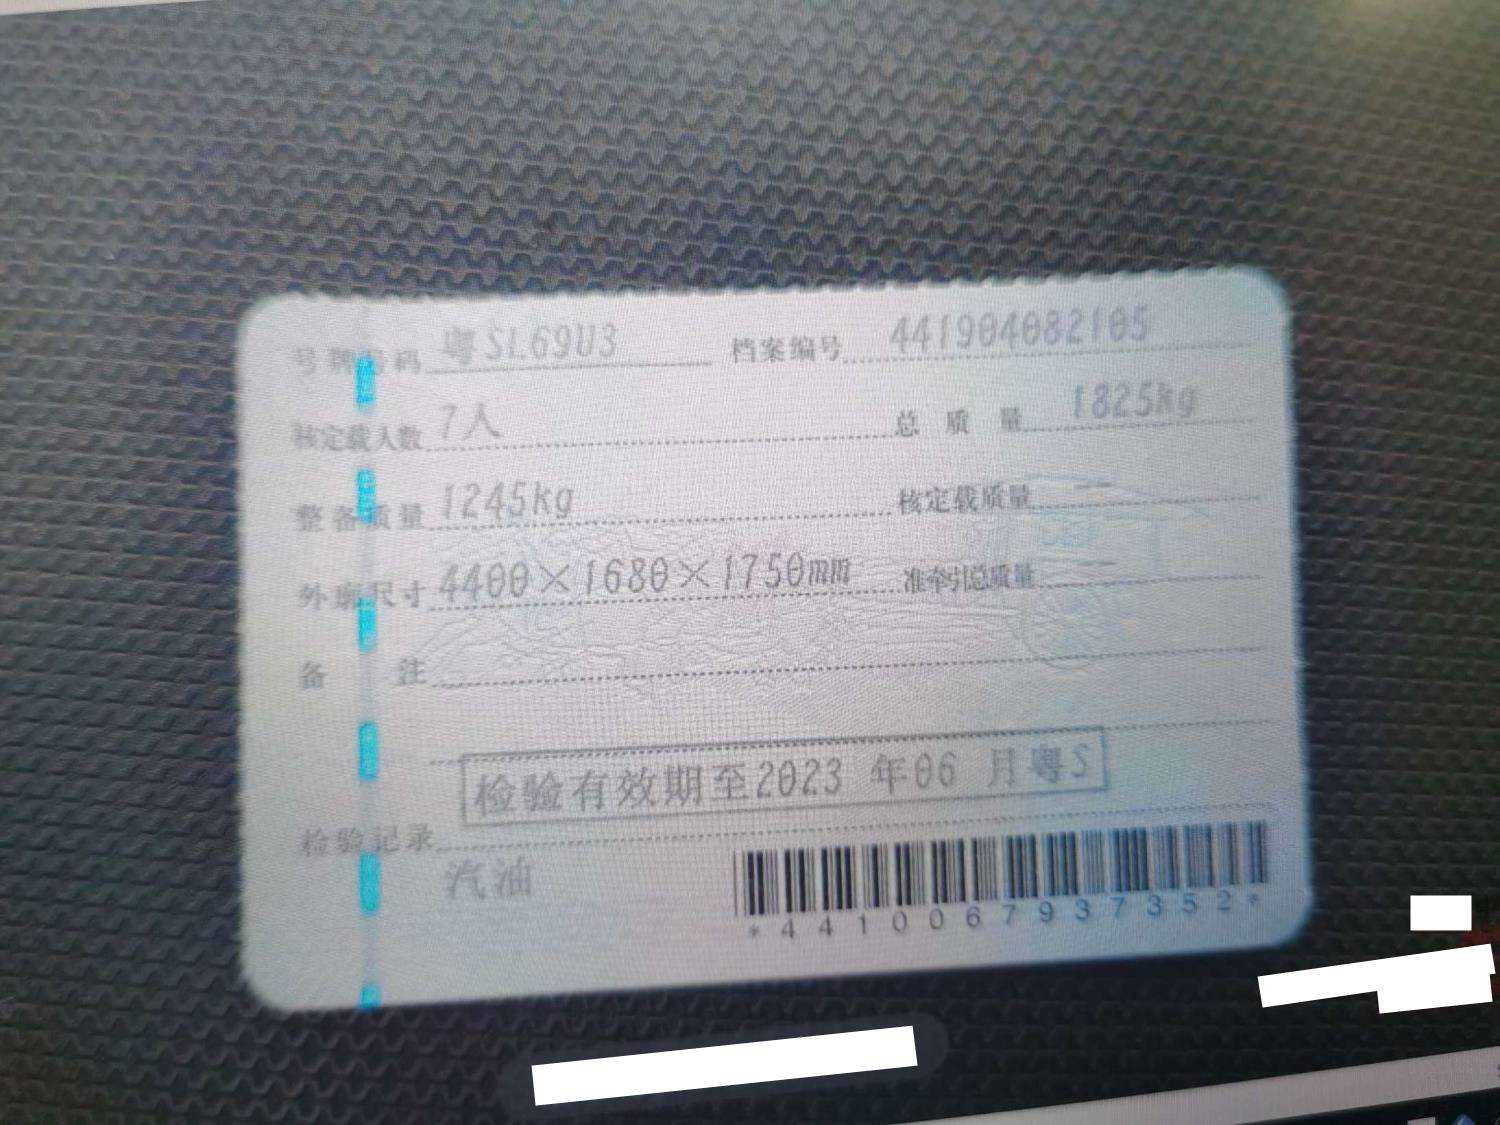 号牌号码 粤SL69U3 档案编号 441904082105
核定载人数 7人 总质量 1825kg
整备质量 1245kg 核定载质量 --
外廓尺寸 4400×1680×1750mm 准牵引总质量 --
备注
检验有效期至2023 年06 月粤S
检验记录
汽油
*4410067937352*